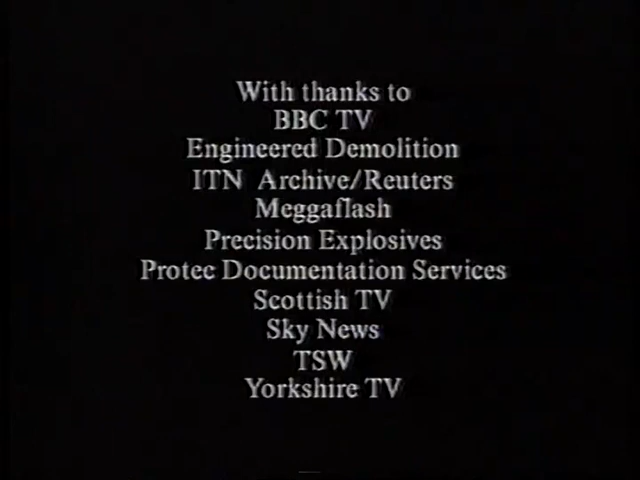 With thanks to
BBC TV
Engineered Demolition
ITN Archive/Reuters
Meggaflash
Precision Explosives
Protec Documentation Services
Scottish TV
Sky News
TSW
Yorkshire TV